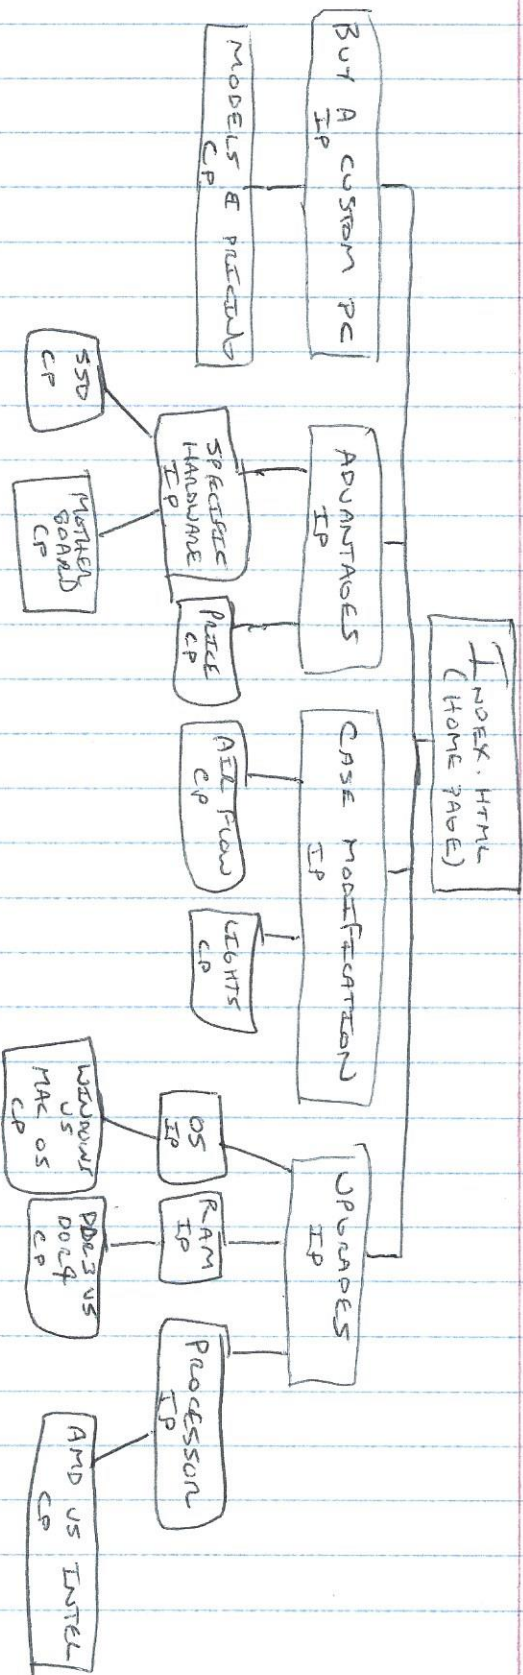 INDEX.HTML
(HOME PAGE)
BUY A CUSTOM PC
IP
ADVANTAGES
IP
CASE MODIFICATION
IP
UPGRADES
IP
MODELS & PRICING
CP
SPECIFIC
HARDWARE
IP
PRICE
CP
AIR FLOW
CP
LIGHTS
CP
OS
IP
RAM
IP
PROCESSOR
IP
SSD
CP
MOTHER
BOARD
CP
WINDOWS
VS
MAC OS
CP
DDR3 VS
DDR4
CP
AMD VS INTEL
CP